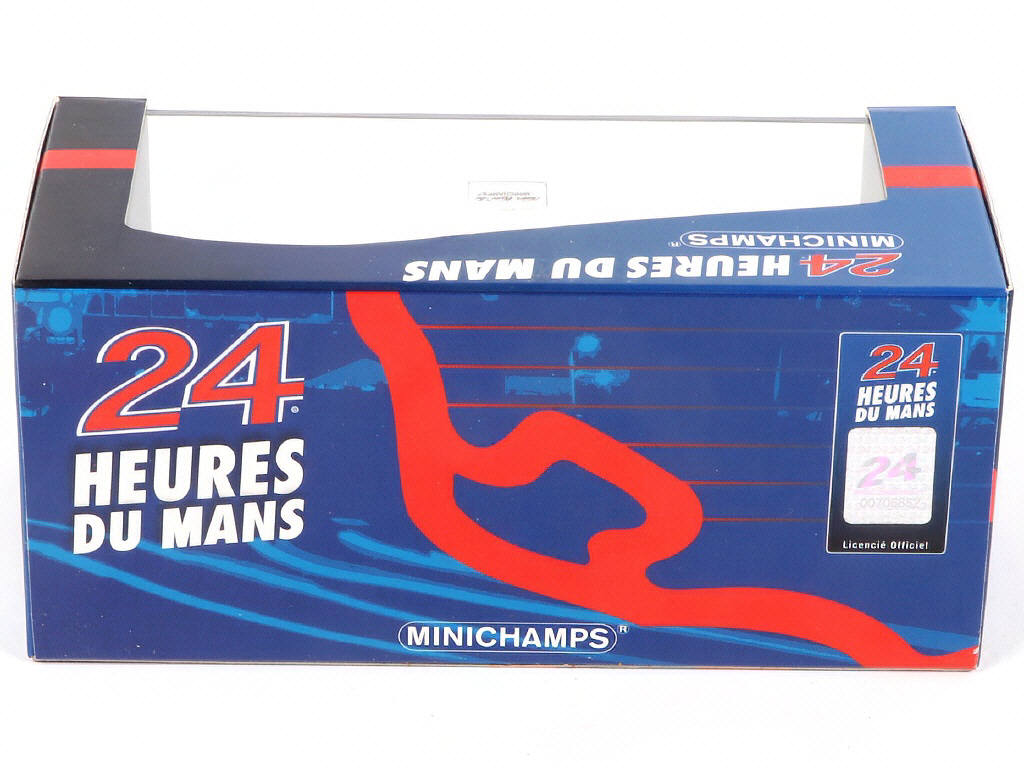 MINICHAMPS®
24 HEURES DU MANS
24®
HEURES
DU MANS
MINICHAMPS®
24
HEURES
DU MANS
24
Licencié Officiel